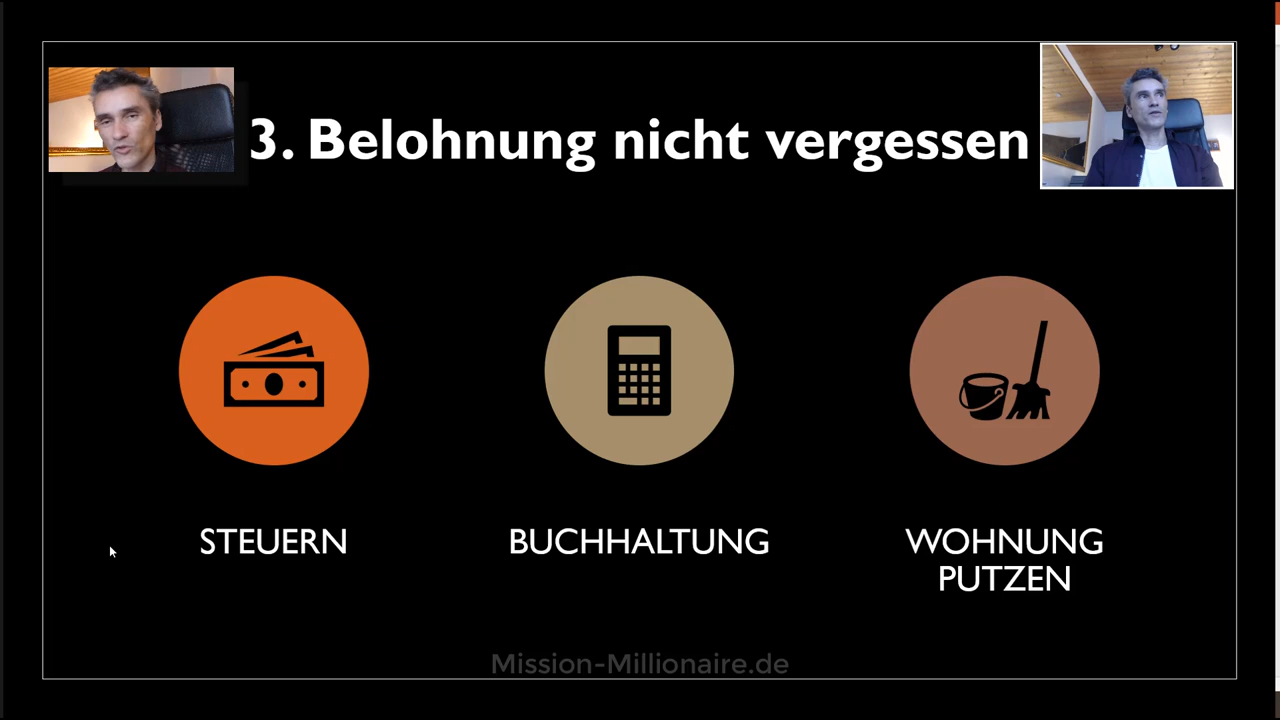 3. Belohnung nicht vergessen
STEUERN
BUCHHALTUNG
WOHNUNG
PUTZEN
Mission-Millionaire.de